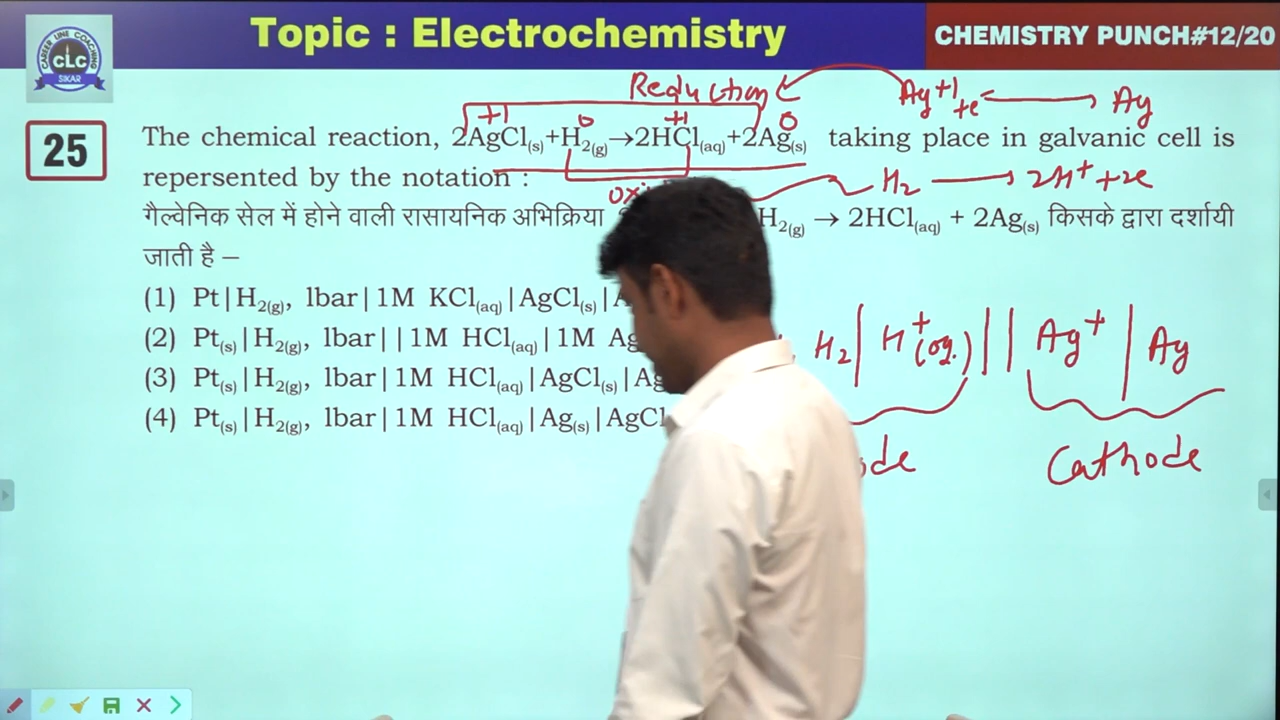 CAREER LINE COACHING
CLC
SIKAR
Topic : Electrochemistry
CHEMISTRY PUNCH#12/20
Reduction
Ag+1 +e → Ag
+1 0 +1 0
25
The chemical reaction, 2AgCl(s)+H2(g)→2HCl(aq)+2Ag(s) taking place in galvanic cell is
repersented by the notation :
H2 → 2H+ +2e
गैल्वेनिक सेल में होने वाली रासायनिक अभिक्रिया H2(g) → 2HCl(aq) + 2Ag(s) किसके द्वारा दर्शायी
जाती है –
(1) Pt|H2(g), lbar|1M KCl(aq)|AgCl(s)|
(2) Pt(s)|H2(g), lbar||1M HCl(aq)|1M Ag
(3) Pt(s)|H2(g), lbar|1M HCl(aq)|AgCl(s)|Ag
(4) Pt(s)|H2(g), lbar|1M HCl(aq)|Ag(s)|AgCl
H2|H+(aq.)||Ag+|Ag
Cathode